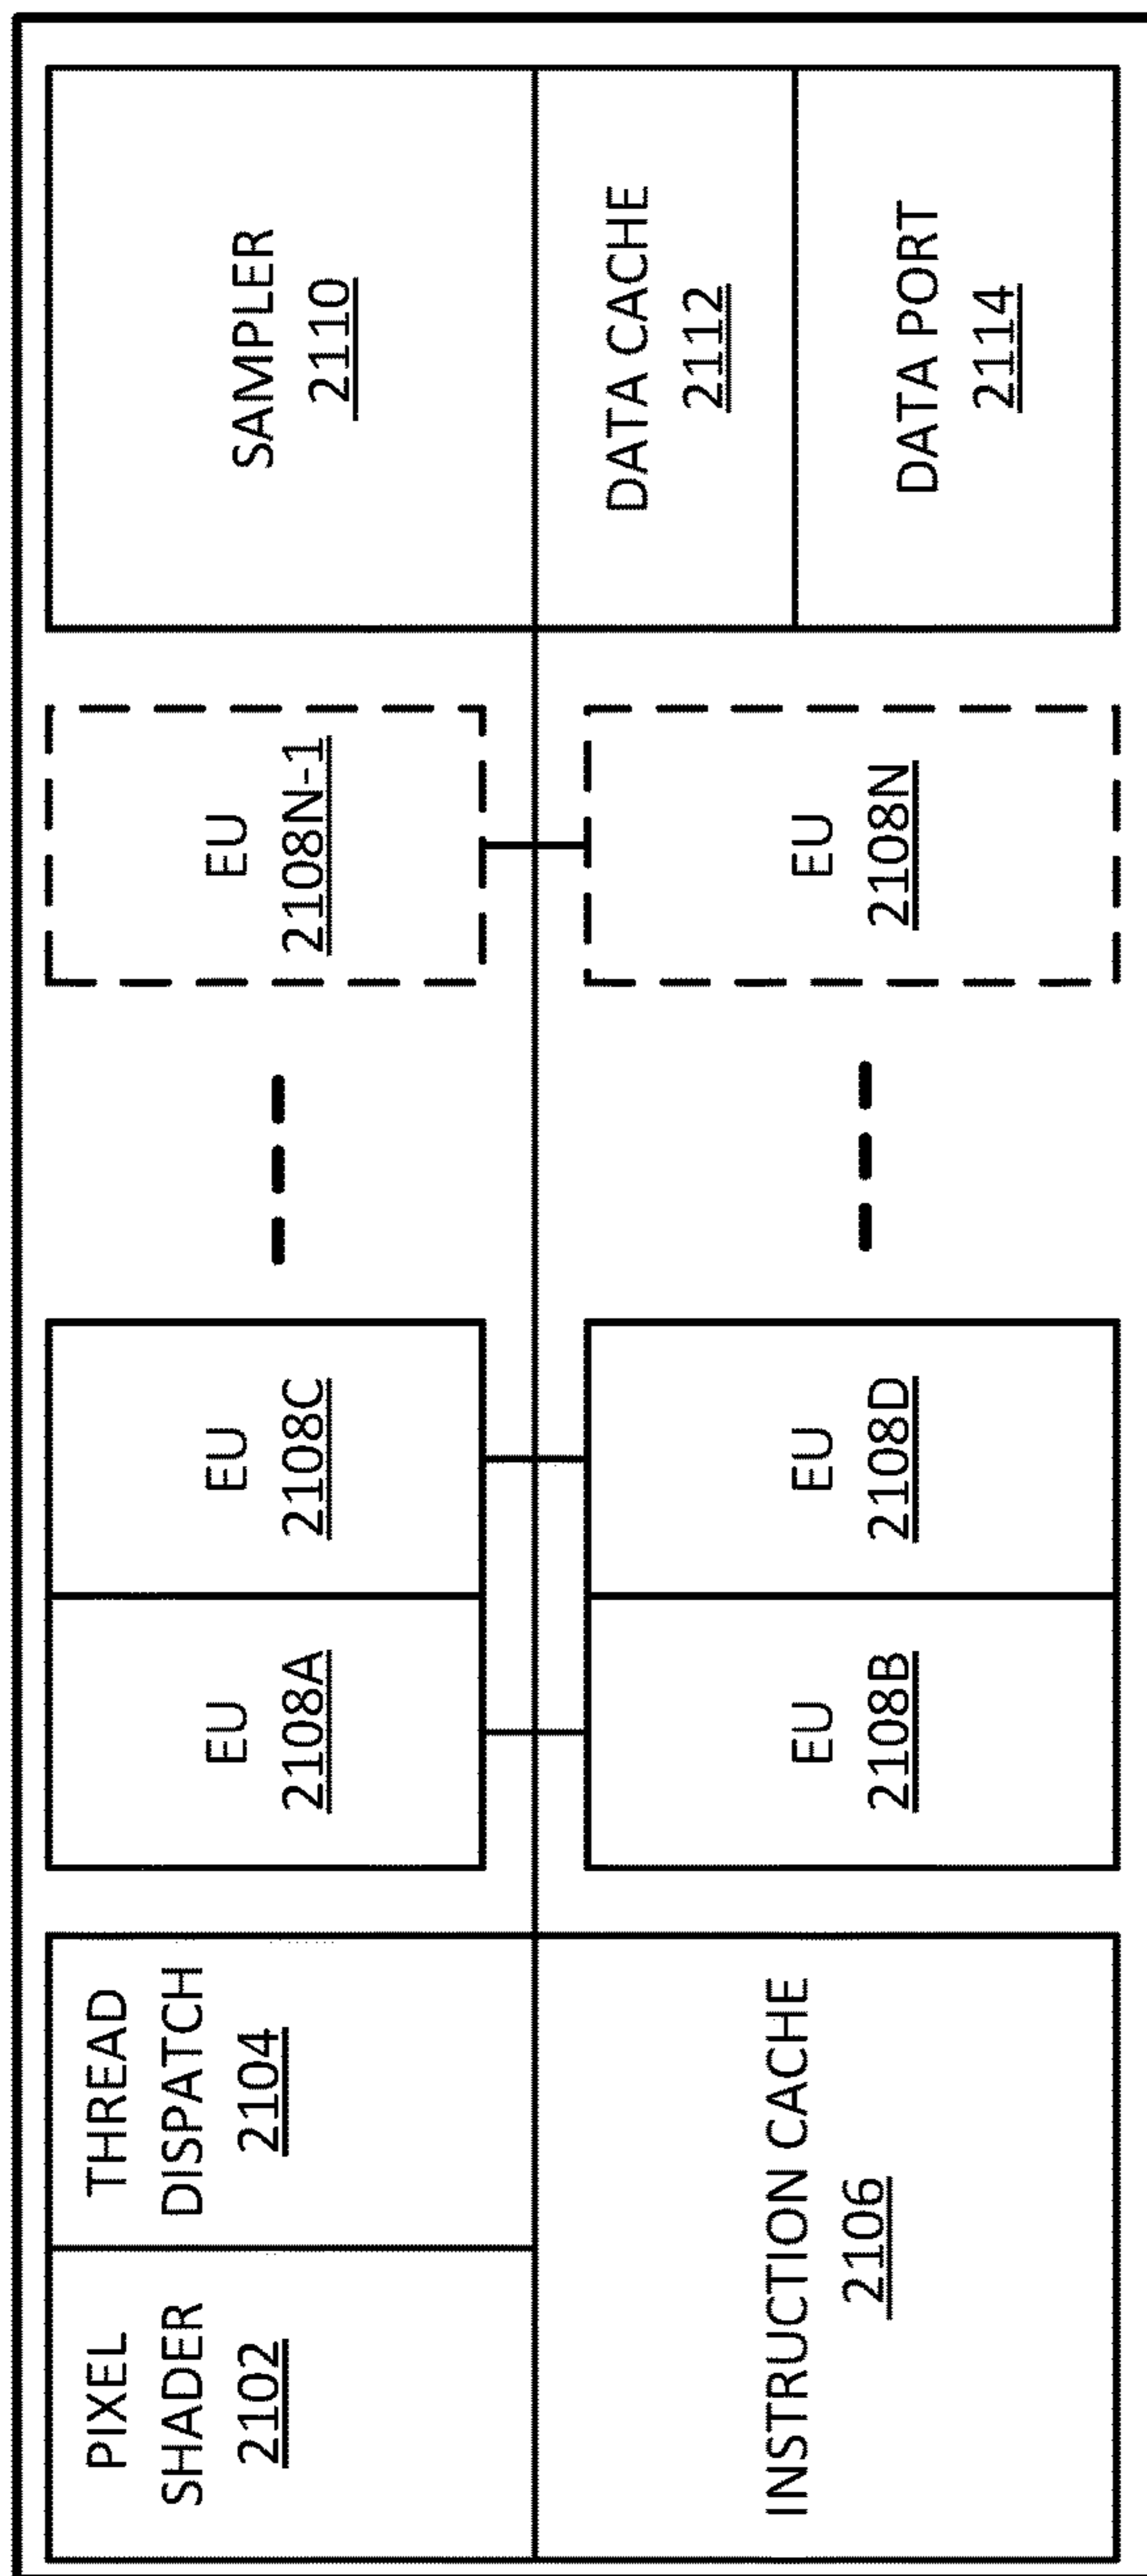 PIXEL
SHADER
2102
THREAD
DISPATCH
2104
INSTRUCTION CACHE
2106
EU
2108A
EU
2108C
EU
2108B
EU
2108D
EU
2108N-1
EU
2108N
SAMPLER
2110
DATA CACHE
2112
DATA PORT
2114